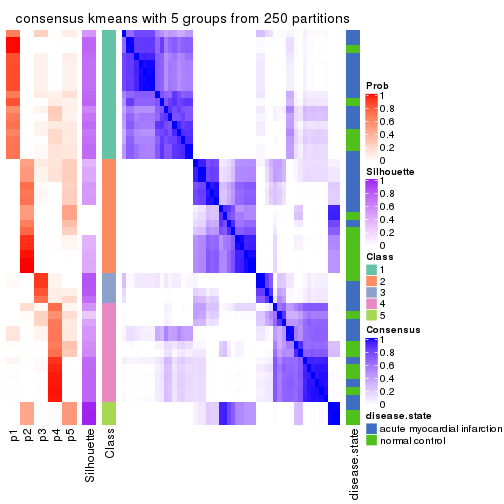 consensus kmeans with 5 groups from 250 partitions
Prob
1
0.8
0.6
0.4
0.2
0
Silhouette
1
0.8
0.6
0.4
0.2
0
Class
1
2
3
4
5
Consensus
1
0.8
0.6
0.4
0.2
0
disease.state
acute myocardial infarction
normal control
p1
p2
p3
p4
p5
Silhouette
Class
disease.state